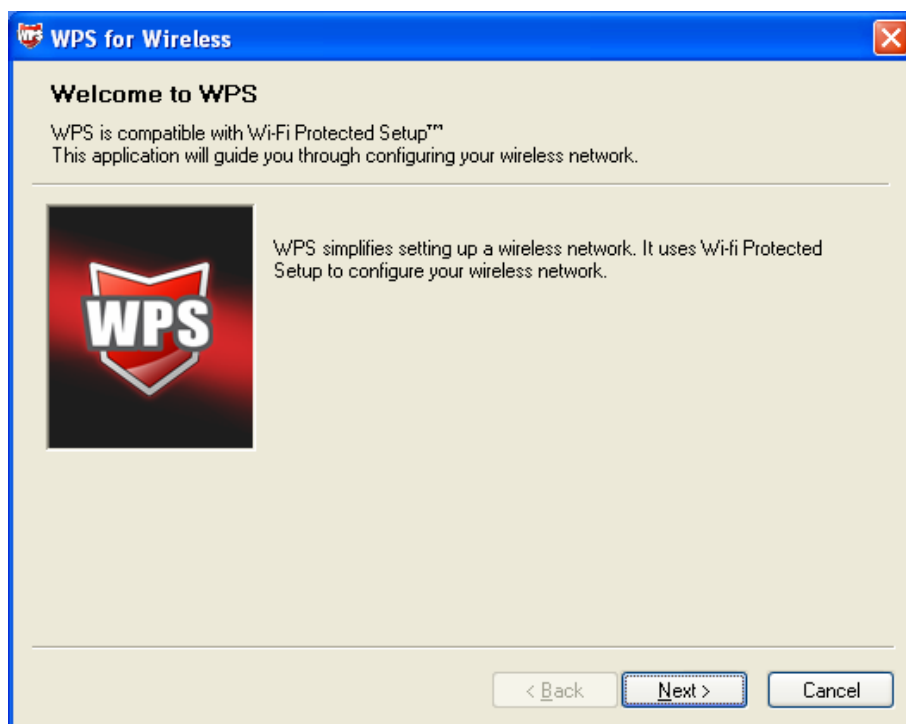 WPS for Wireless
Welcome to WPS
WPS is compatible with Wi-Fi Protected Setup™
This application will guide you through configuring your wireless network.
WPS simplifies setting up a wireless network. It uses Wi-fi Protected
Setup to configure your wireless network.
WPS
< Back
Next >
Cancel